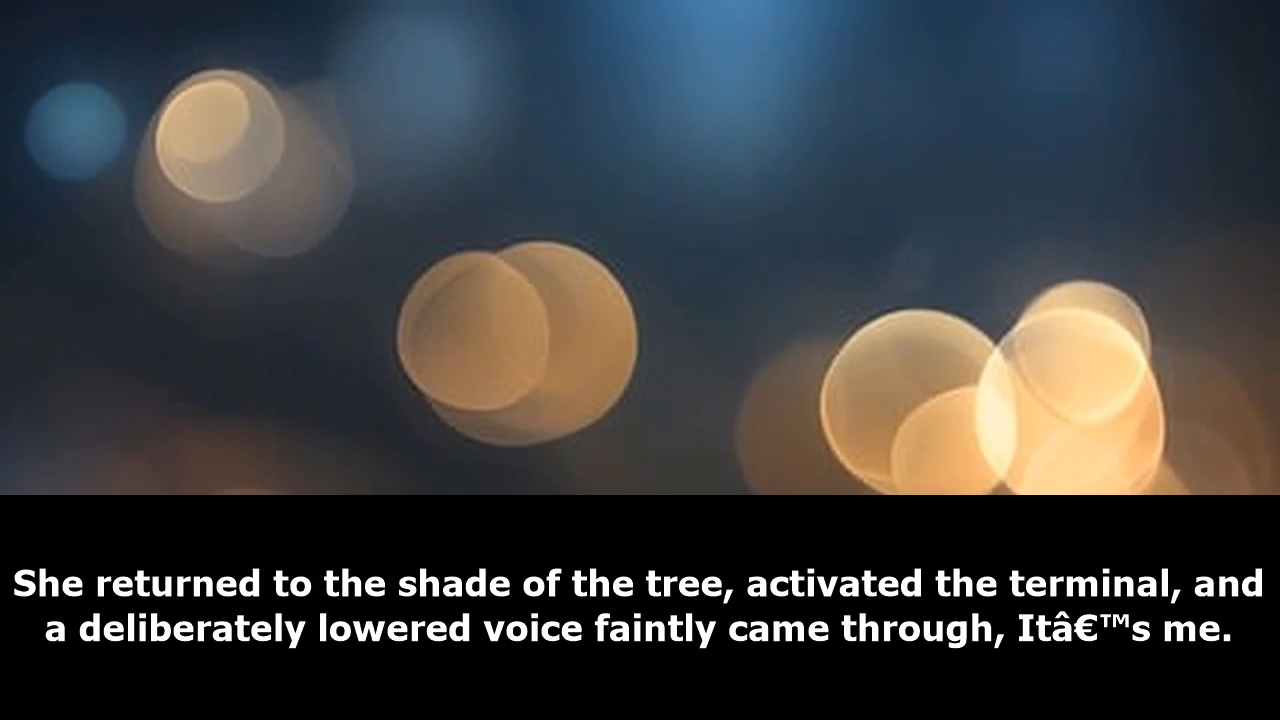 She returned to the shade of the tree, activated the terminal, and
a deliberately lowered voice faintly came through, Itâ€™s me.